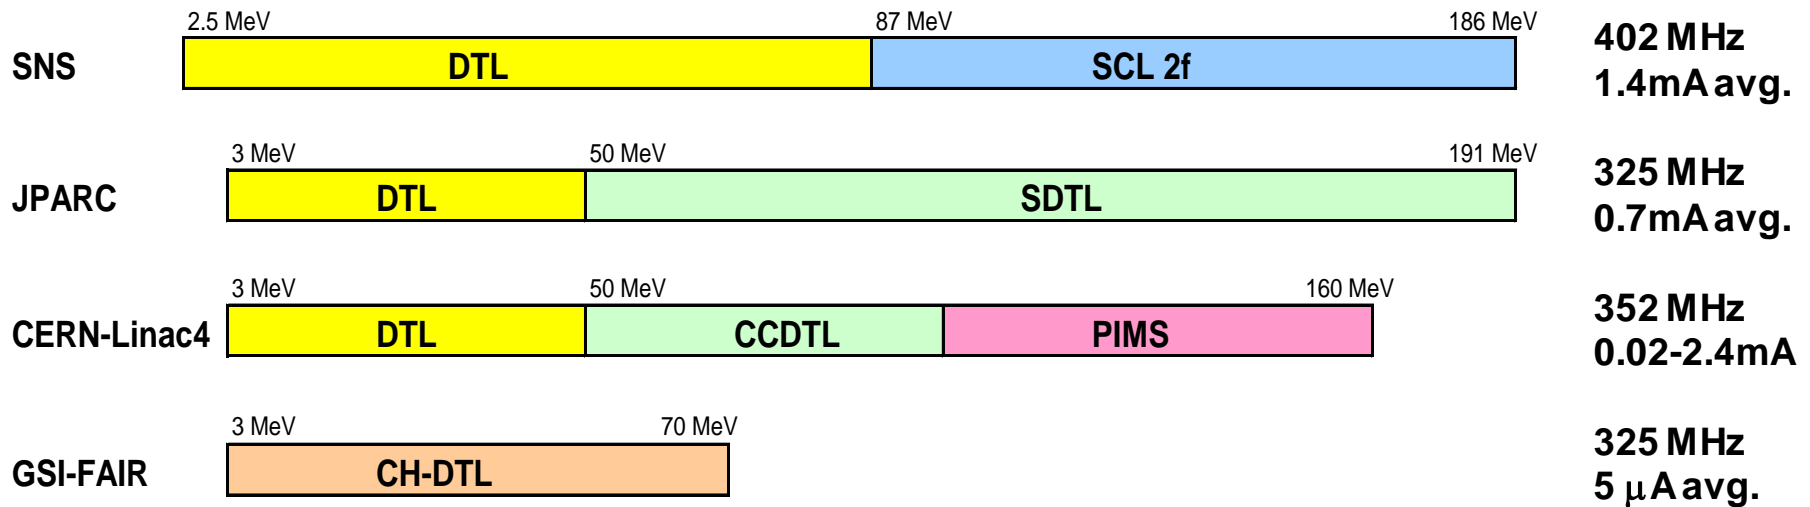 2.5 MeV 87 MeV 186 MeV
SNS DTL SCL 2f 402 MHz
1.4mA avg.
3 MeV 50 MeV 191 MeV
JPARC DTL SDTL 325 MHz
0.7mA avg.
3 MeV 50 MeV 160 MeV
CERN-Linac4 DTL CCDTL PIMS 352 MHz
0.02-2.4mA
3 MeV 70 MeV
GSI-FAIR CH-DTL 325 MHz
5 μA avg.